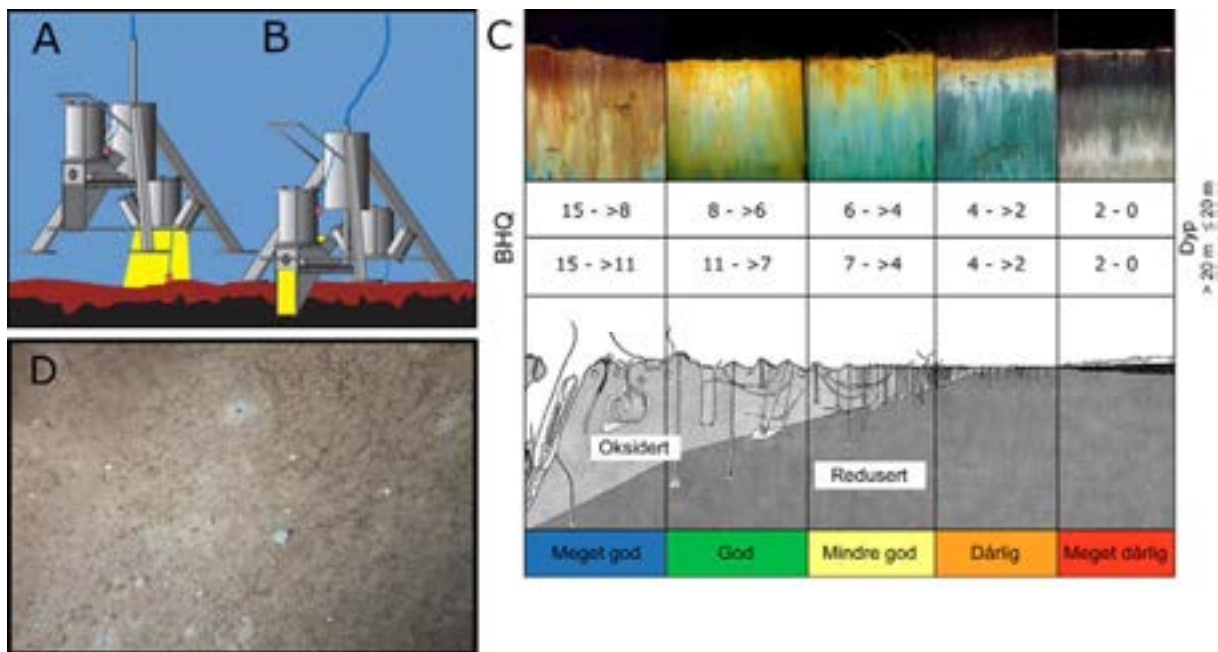 A
B
C
BHQ
15 - >8
8 - >6
6 - >4
4 - >2
2 - 0
15 - >11
11 - >7
7 - >4
4 - >2
2 - 0
Dyp
> 20 m ≤ 20 m
Oksidert
Redusert
Meget god
God
Mindre god
Dårlig
Meget dårlig
D